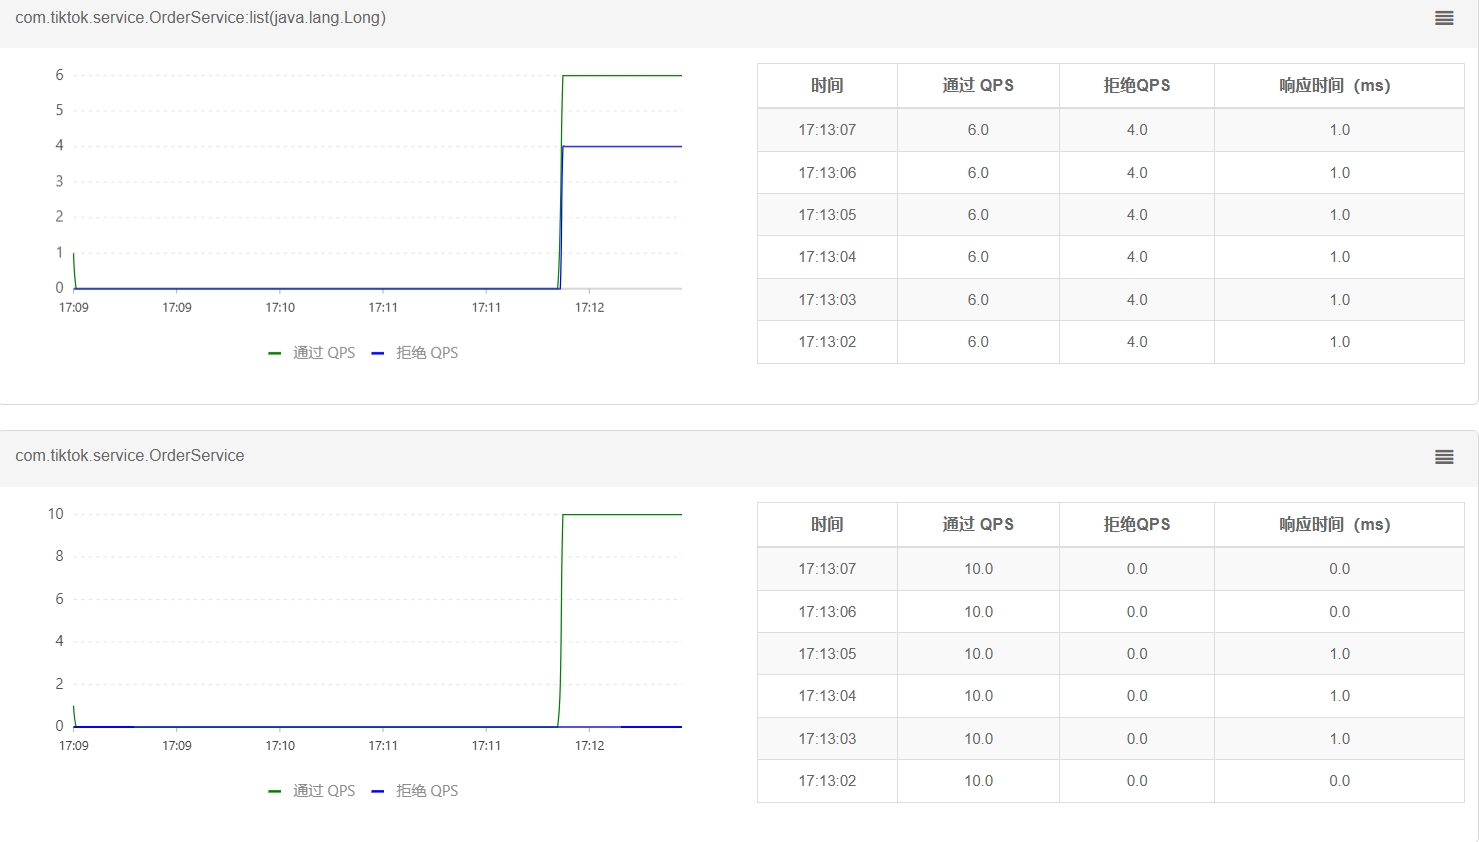 com.tiktok.service.OrderService:list(java.lang.Long)
6
5
4
3
2
1
0
17:09 17:09 17:10 17:11 17:11 17:12
通过 QPS 拒绝 QPS
时间 通过 QPS 拒绝QPS 响应时间（ms）
17:13:07 6.0 4.0 1.0
17:13:06 6.0 4.0 1.0
17:13:05 6.0 4.0 1.0
17:13:04 6.0 4.0 1.0
17:13:03 6.0 4.0 1.0
17:13:02 6.0 4.0 1.0
com.tiktok.service.OrderService
10
8
6
4
2
0
17:09 17:09 17:10 17:11 17:11 17:12
通过 QPS 拒绝 QPS
时间 通过 QPS 拒绝QPS 响应时间（ms）
17:13:07 10.0 0.0 0.0
17:13:06 10.0 0.0 0.0
17:13:05 10.0 0.0 1.0
17:13:04 10.0 0.0 1.0
17:13:03 10.0 0.0 1.0
17:13:02 10.0 0.0 0.0